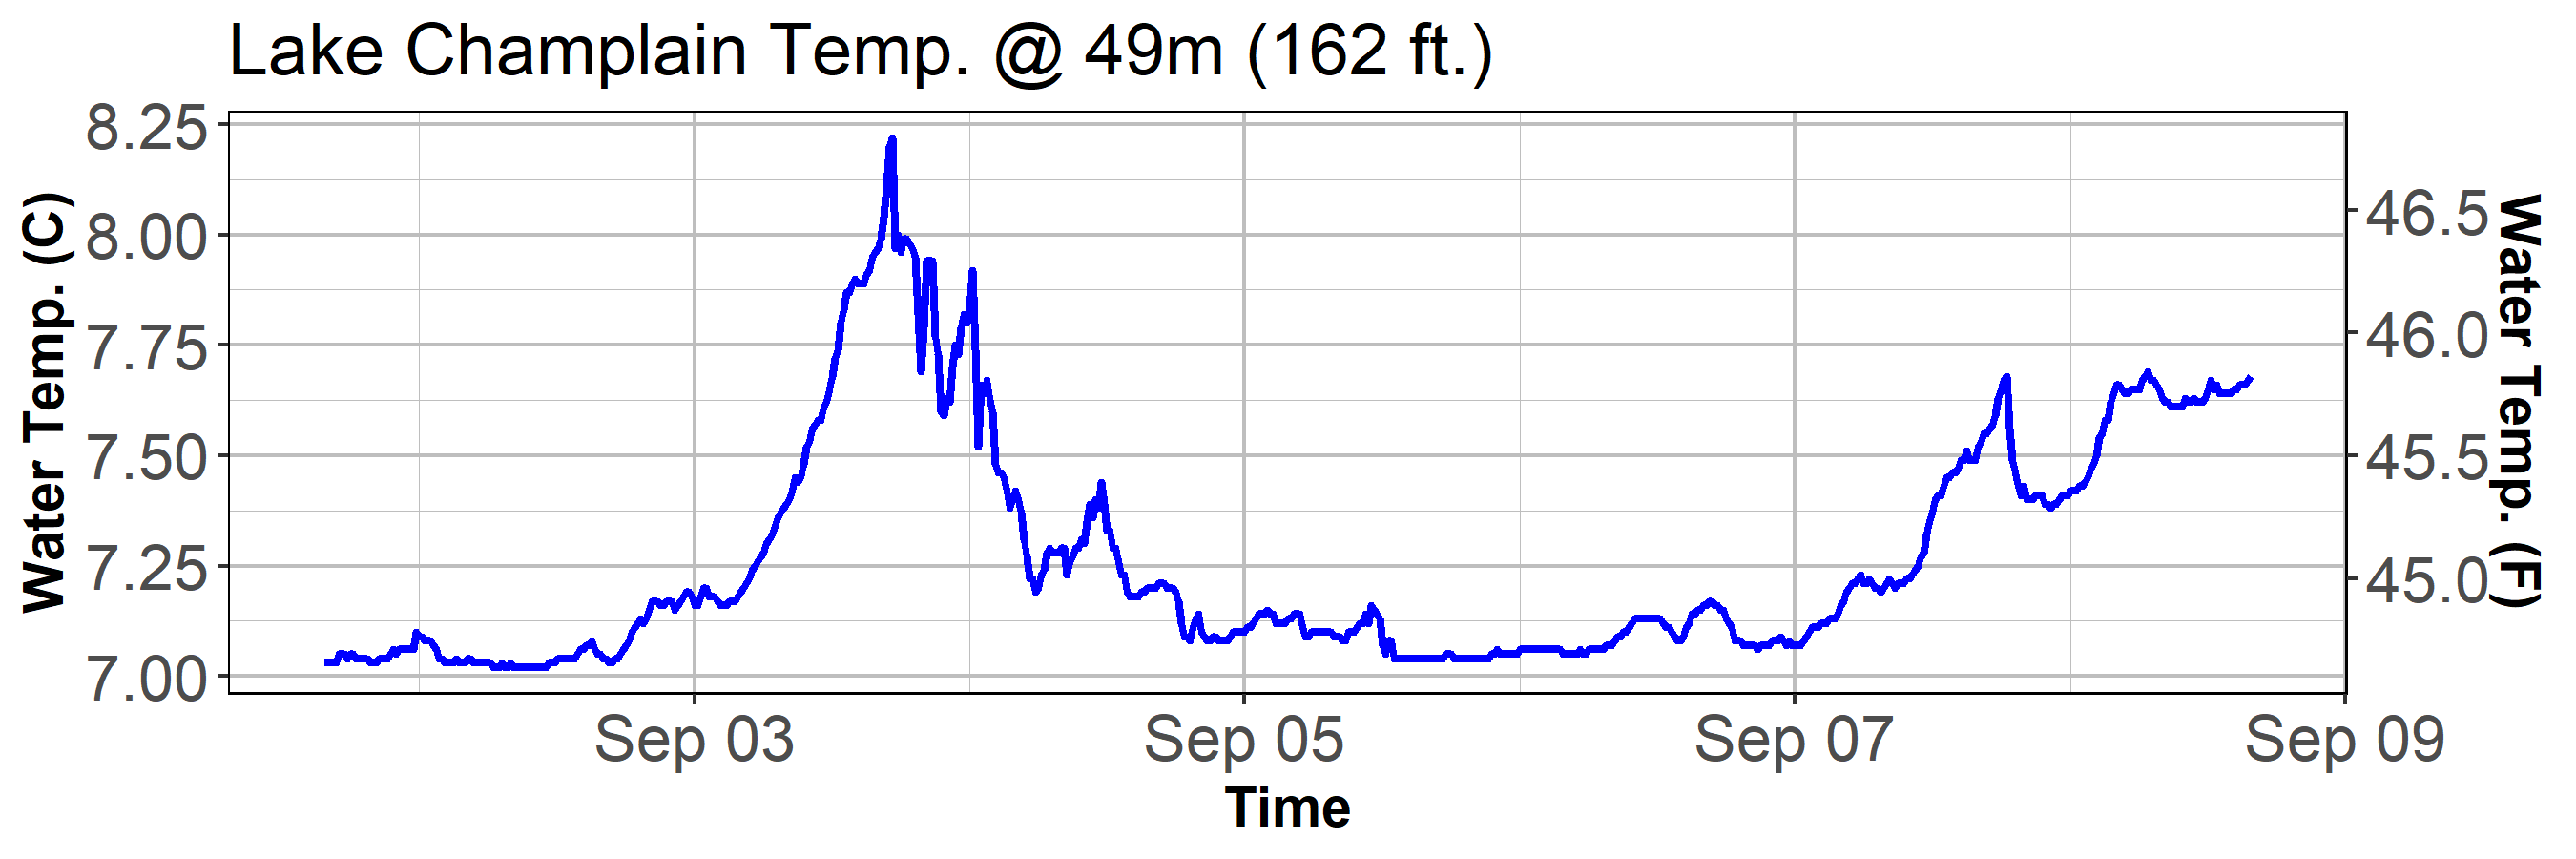 Lake Champlain Temp. @ 49m (162 ft.)
Water Temp. (C)
8.25
8.00
7.75
7.50
7.25
7.00
46.5
46.0
45.5
45.0
Water Temp. (F)
Sep 03 Sep 05 Sep 07 Sep 09
Time